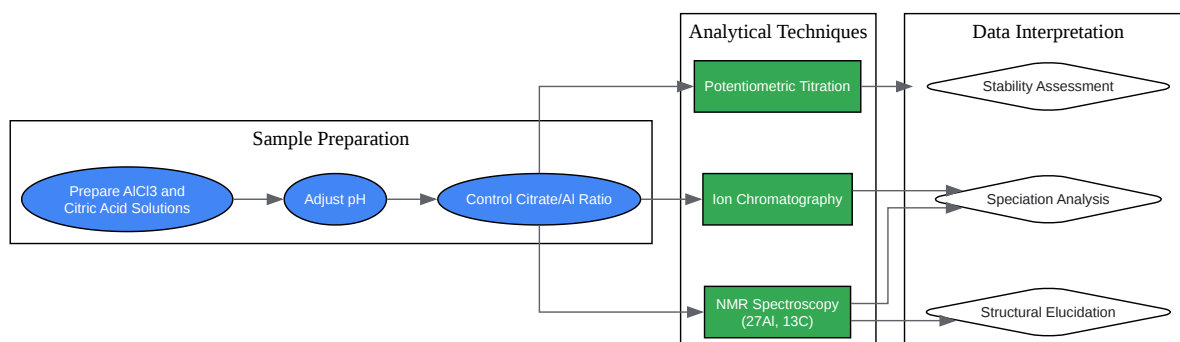 Sample Preparation
Prepare AlCl3 and
Citric Acid Solutions
Adjust pH
Control Citrate/Al Ratio
Analytical Techniques
Potentiometric Titration
Ion Chromatography
NMR Spectroscopy
(27Al, 13C)
Data Interpretation
Stability Assessment
Speciation Analysis
Structural Elucidation